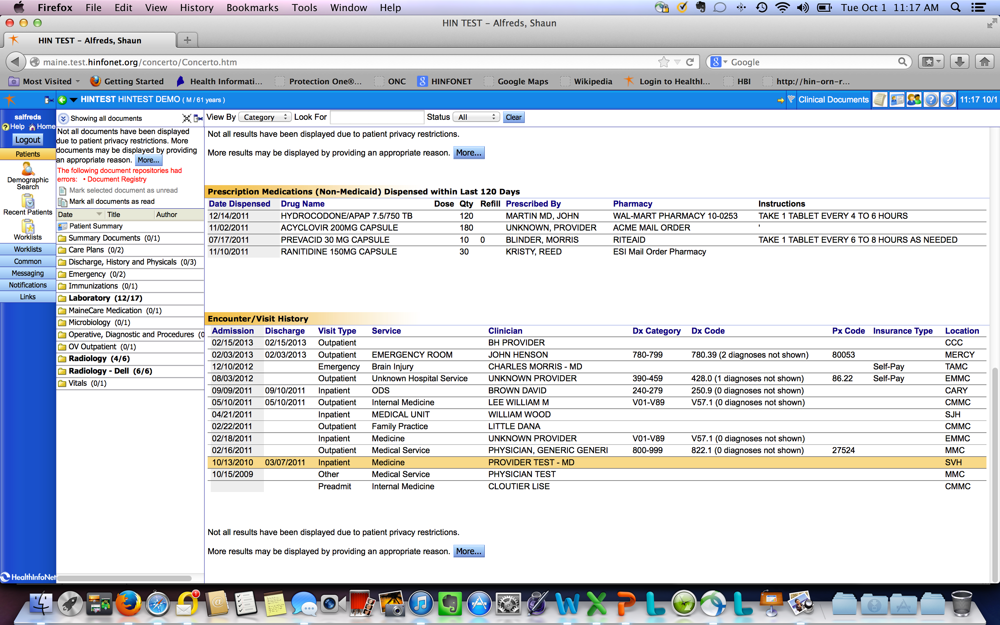 Firefox File Edit View History Bookmarks Tools Window Help Tue Oct 1 11:17 AM
HIN TEST – Alfreds, Shaun
HIN TEST – Alfreds, Shaun
maine.test.hinfonet.org/concerto/Concerto.htm Google
Most Visited Getting Started Health Informati... Protection One®... ONC HINFONET Google Maps Wikipedia Login to HealthI... HBI http://hin-orn-r...
HINTEST HINTEST DEMO ( M / 61 years ) Clinical Documents 11:17 10/1
salfreds
Help Home
Logout
Patients
Demographic Search
Recent Patients
Worklists
Worklists
Common
Messaging
Notifications
Links
HealthInfoNet
Showing all documents
Not all documents have been displayed
due to patient privacy restrictions. More
documents may be displayed by providing
an appropriate reason. More...
The following document repositories had
errors: • Document Registry
Mark selected document as unread
Mark all documents as read
Date Title Author
Patient Summary
Summary Documents (0/1)
Care Plans (0/2)
Discharge, History and Physicals (0/3)
Emergency (0/2)
Immunizations (0/1)
Laboratory (12/17)
MaineCare Medication (0/1)
Microbiology (0/1)
Operative, Diagnostic and Procedures (0
OV Outpatient (0/1)
Radiology (4/6)
Radiology - Dell (6/6)
Vitals (0/1)
View By Category Look For Status All Clear
Not all results have been displayed due to patient privacy restrictions.
More results may be displayed by providing an appropriate reason. More...
Prescription Medications (Non-Medicaid) Dispensed within Last 120 Days
Date Dispensed Drug Name Dose Qty Refill Prescribed By Pharmacy Instructions
12/14/2011 HYDROCODONE/APAP 7.5/750 TB 120 MARTIN MD, JOHN WAL-MART PHARMACY 10-0253 TAKE 1 TABLET EVERY 4 TO 6 HOURS
11/02/2011 ACYCLOVIR 200MG CAPSULE 180 UNKNOWN, PROVIDER ACME MAIL ORDER '
07/17/2011 PREVACID 30 MG CAPSULE 10 0 BLINDER, MORRIS RITEAID TAKE 1 TABLET EVERY 6 TO 8 HOURS AS NEEDED
11/10/2011 RANITIDINE 150MG CAPSULE 30 KRISTY, REED ESI Mail Order Pharmacy
Encounter/Visit History
Admission Discharge Visit Type Service Clinician Dx Category Dx Code Px Code Insurance Type Location
02/15/2013 02/15/2013 Outpatient BH PROVIDER CCC
02/03/2013 02/03/2013 Outpatient EMERGENCY ROOM JOHN HENSON 780-799 780.39 (2 diagnoses not shown) 80053 MERCY
12/10/2012 Emergency Brain Injury CHARLES MORRIS - MD Self-Pay TAMC
08/03/2012 Outpatient Unknown Hospital Service UNKNOWN PROVIDER 390-459 428.0 (1 diagnoses not shown) 86.22 Self-Pay EMMC
09/09/2011 09/10/2011 Inpatient ODS BROWN DAVID 240-279 250.9 (0 diagnoses not shown) CARY
05/10/2011 05/10/2011 Outpatient Internal Medicine LEE WILLIAM M V01-V89 V57.1 (0 diagnoses not shown) CMMC
04/21/2011 Inpatient MEDICAL UNIT WILLIAM WOOD SJH
02/22/2011 Outpatient Family Practice LITTLE DANA CMMC
02/18/2011 Inpatient Medicine UNKNOWN PROVIDER V01-V89 V57.1 (0 diagnoses not shown) EMMC
02/16/2011 Outpatient Medical Service PHYSICIAN, GENERIC GENERI 800-999 822.1 (0 diagnoses not shown) 27524 MMC
10/13/2010 03/07/2011 Inpatient Medicine PROVIDER TEST - MD SVH
10/15/2009 Other Medical Service PHYSICIAN TEST MMC
Preadmit Internal Medicine CLOUTIER LISE CMMC
Not all results have been displayed due to patient privacy restrictions.
More results may be displayed by providing an appropriate reason. More...